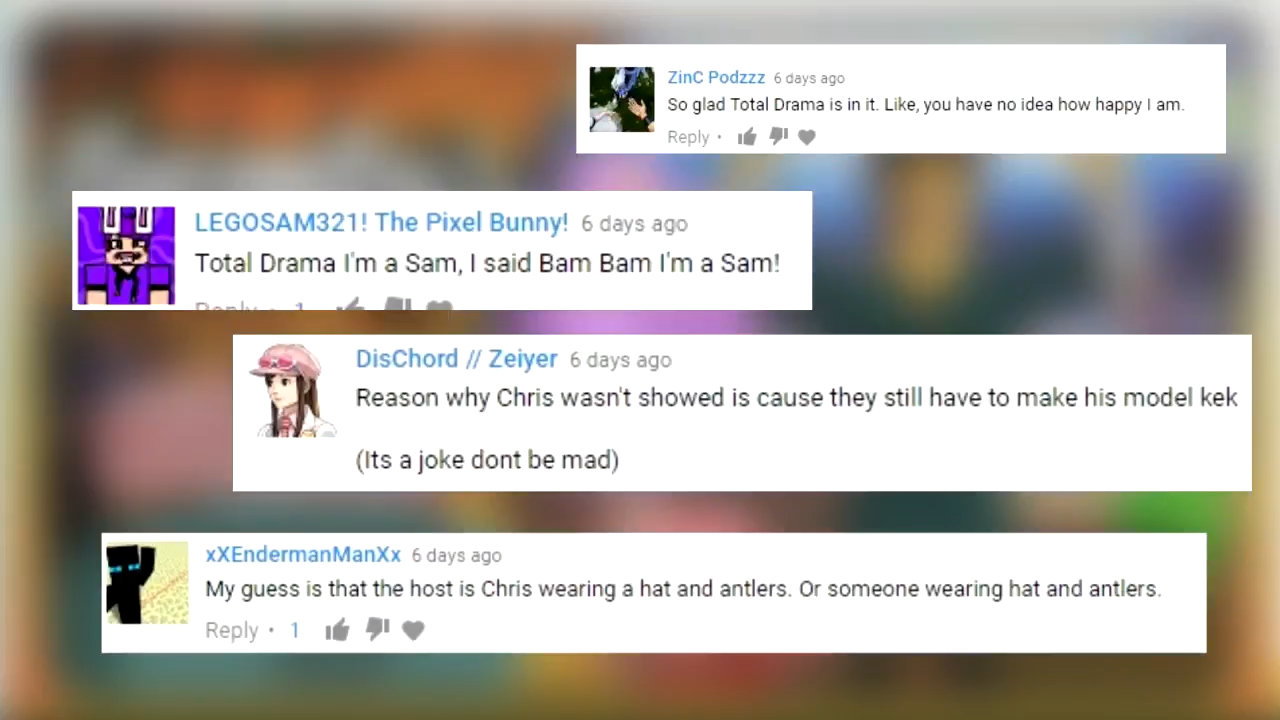 ZinC Podzzz 6 days ago
So glad Total Drama is in it. Like, you have no idea how happy I am.
Reply •
LEGOSAM321! The Pixel Bunny! 6 days ago
Total Drama I'm a Sam, I said Bam Bam I'm a Sam!
Reply • 1
DisChord // Zeiyer 6 days ago
Reason why Chris wasn't showed is cause they still have to make his model kek
(Its a joke dont be mad)
xXEndermanManXx 6 days ago
My guess is that the host is Chris wearing a hat and antlers. Or someone wearing hat and antlers.
Reply • 1